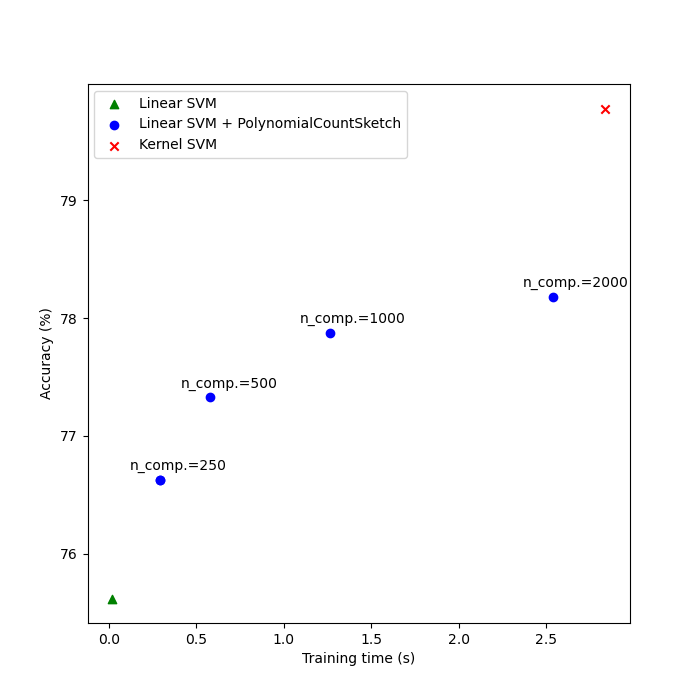 Linear SVM
Linear SVM + PolynomialCountSketch
Kernel SVM
79
n_comp.=2000
78
n_comp.=1000
n_comp.=500
77
n_comp.=250
76
Accuracy (%)
0.0 0.5 1.0 1.5 2.0 2.5
Training time (s)